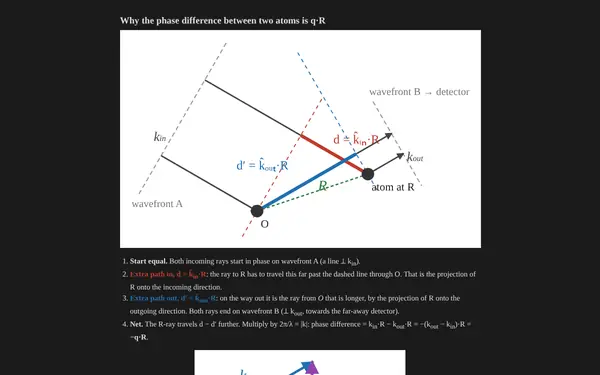 Why the phase difference between two atoms is q·R
wavefront B → detector
k_in
d = k̂_in·R
k_out
d′ = k̂_out·R
R
atom at R
wavefront A
O
1. Start equal. Both incoming rays start in phase on wavefront A (a line ⊥ k_in).
2. Extra path in, d = k̂_in·R: the ray to R has to travel this far past the dashed line through O. That is the projection of
R onto the incoming direction.
3. Extra path out, d′ = k̂_out·R: on the way out it is the ray from O that is longer, by the projection of R onto the
outgoing direction. Both rays end on wavefront B (⊥ k_out, towards the far-away detector).
4. Net. The R-ray travels d − d′ further. Multiply by 2π/λ = |k|: phase difference = k_in·R − k_out·R = −(k_out − k_in)·R =
−q·R.